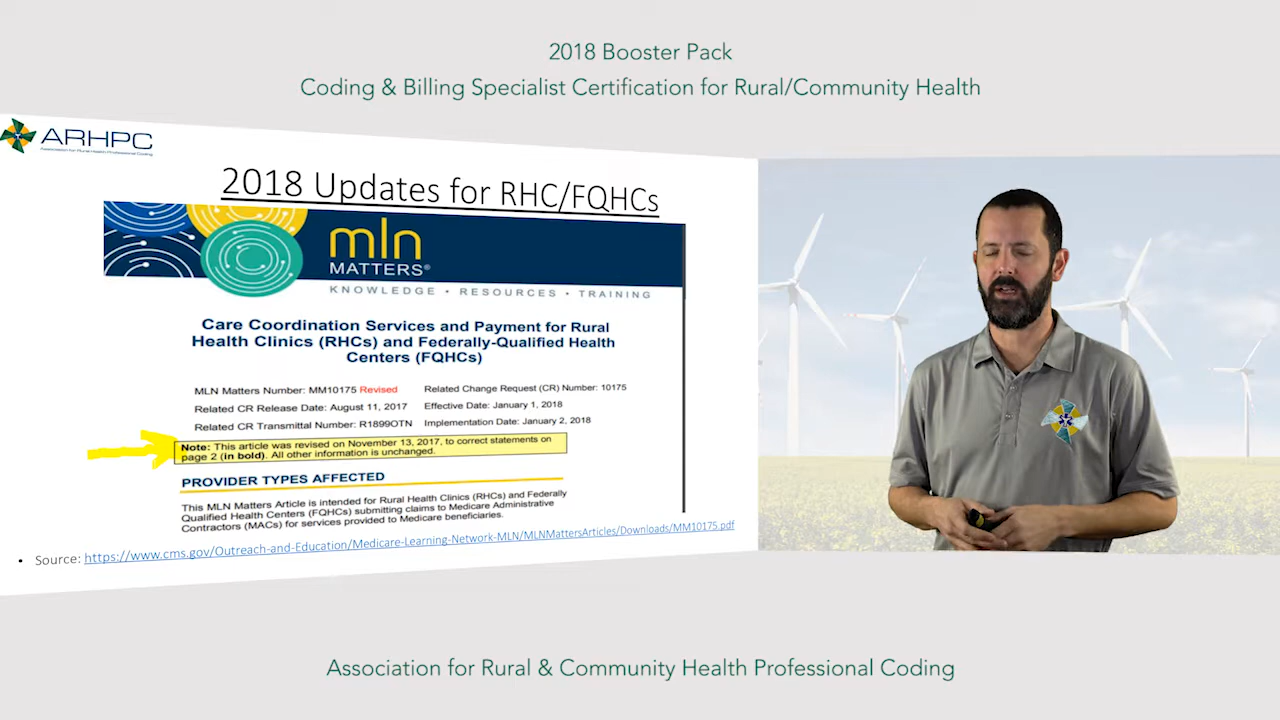 2018 Booster Pack
Coding & Billing Specialist Certification for Rural/Community Health
ARHPC
Association for Rural Health Professional Coding
2018 Updates for RHC/FQHCs
mln
MATTERS®
KNOWLEDGE • RESOURCES • TRAINING
Care Coordination Services and Payment for Rural
Health Clinics (RHCs) and Federally-Qualified Health
Centers (FQHCs)
MLN Matters Number: MM10175 Revised
Related Change Request (CR) Number: 10175
Related CR Release Date: August 11, 2017
Effective Date: January 1, 2018
Related CR Transmittal Number: R1899OTN
Implementation Date: January 2, 2018
Note: This article was revised on November 13, 2017, to correct statements on
page 2 (in bold). All other information is unchanged.
PROVIDER TYPES AFFECTED
This MLN Matters Article is intended for Rural Health Clinics (RHCs) and Federally
Qualified Health Centers (FQHCs) submitting claims to Medicare Administrative
Contractors (MACs) for services provided to Medicare beneficiaries.
• Source: https://www.cms.gov/Outreach-and-Education/Medicare-Learning-Network-MLN/MLNMattersArticles/Downloads/MM10175.pdf
Association for Rural & Community Health Professional Coding